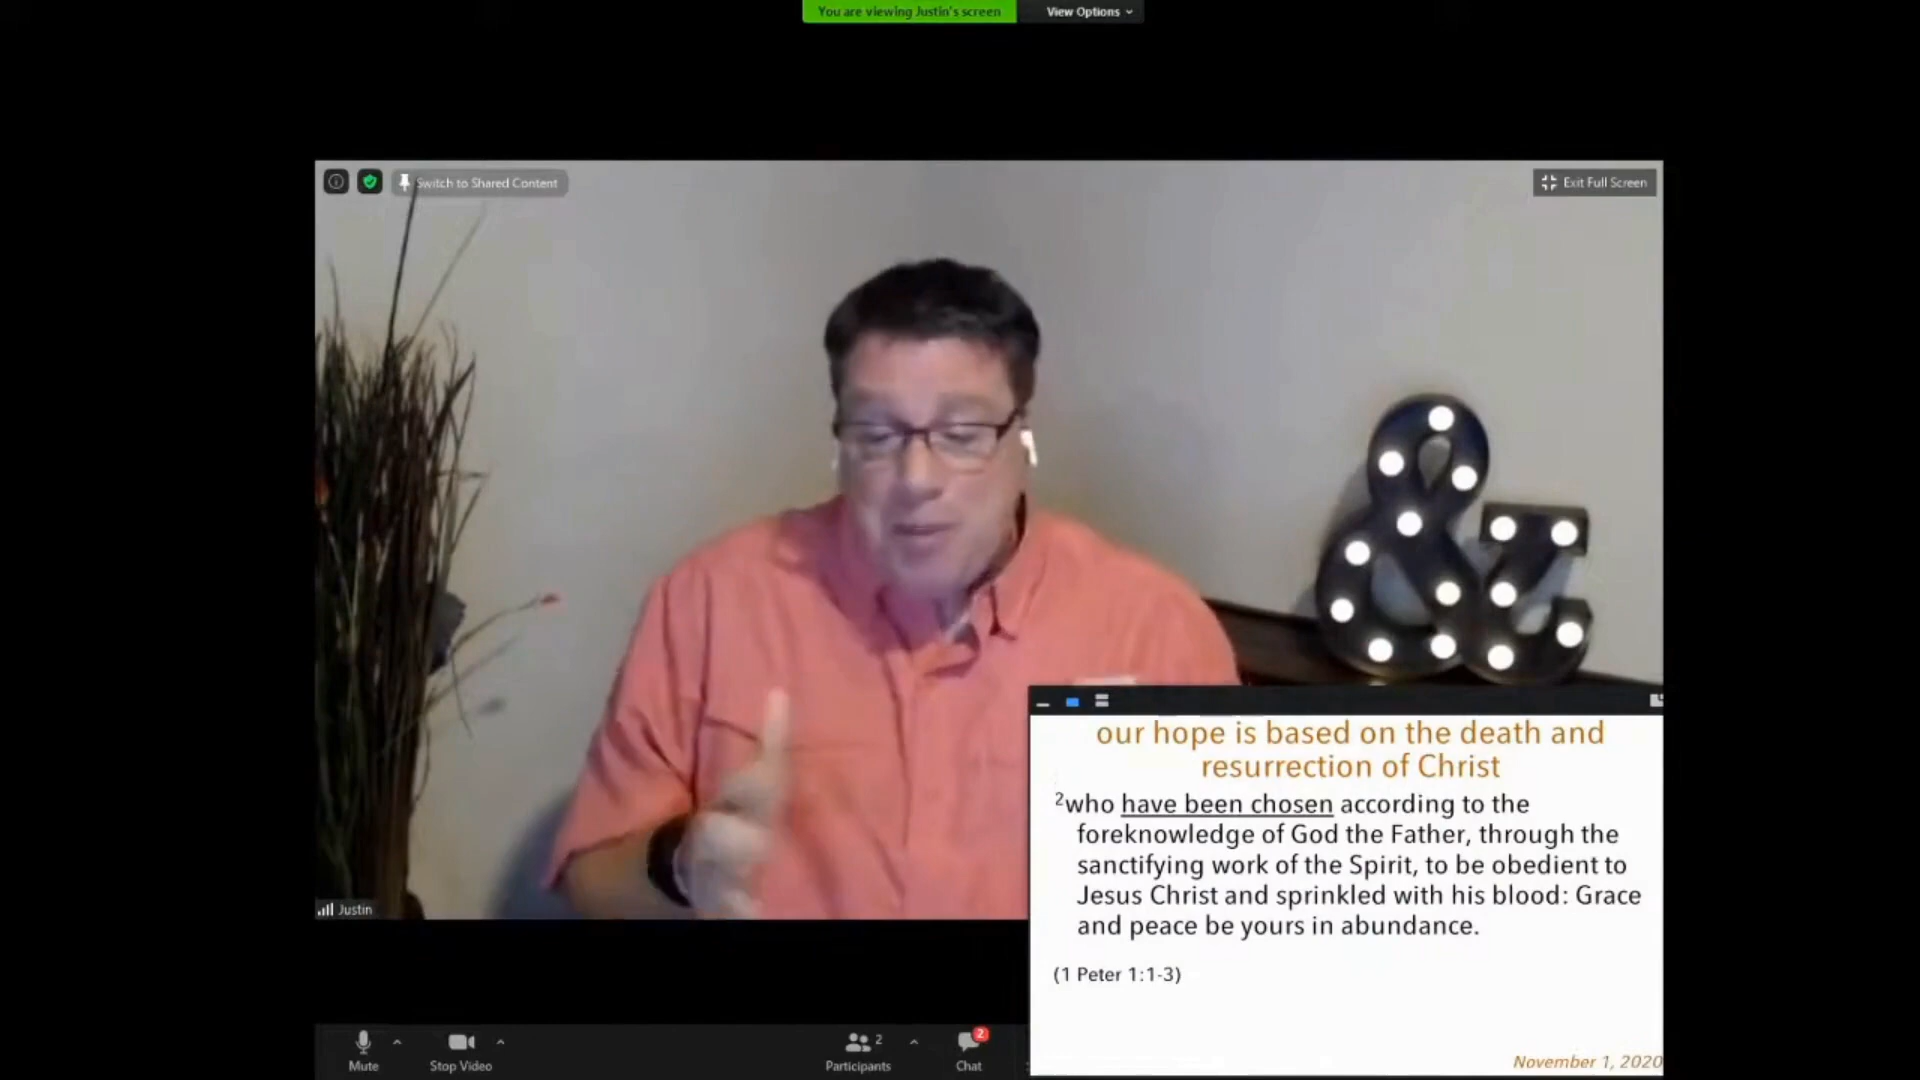 You are viewing Justin's screen
View Options
Switch to Shared Content
Exit Full Screen
&
our hope is based on the death and
resurrection of Christ
2who have been chosen according to the
foreknowledge of God the Father, through the
sanctifying work of the Spirit, to be obedient to
Jesus Christ and sprinkled with his blood: Grace
and peace be yours in abundance.
(1 Peter 1:1-3)
November 1, 2020
Justin
Mute
Stop Video
2
Participants
2
Chat